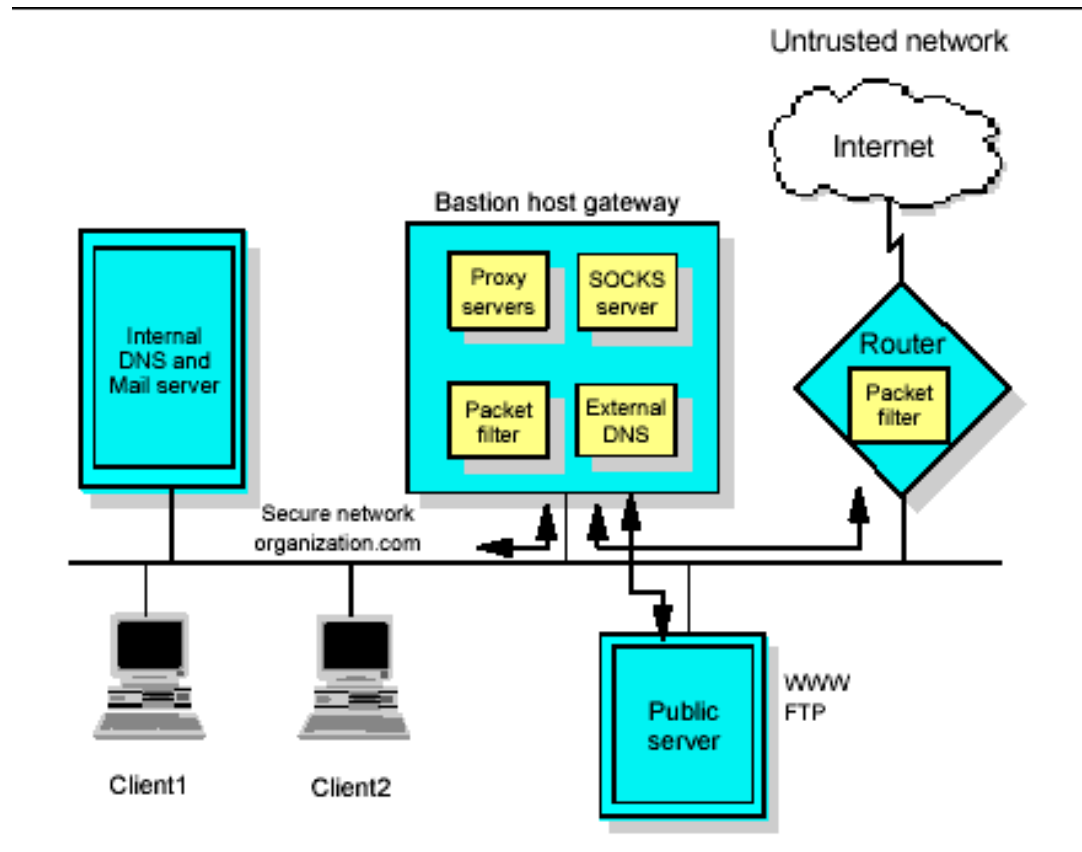 Untrusted network
Internet
Bastion host gateway
Proxy
servers
SOCKS
server
Internal
DNS and
Mail server
Router
Packet
filter
External
DNS
Packet
filter
Secure network
organization.com
Public
server
WWW
FTP
Client1
Client2